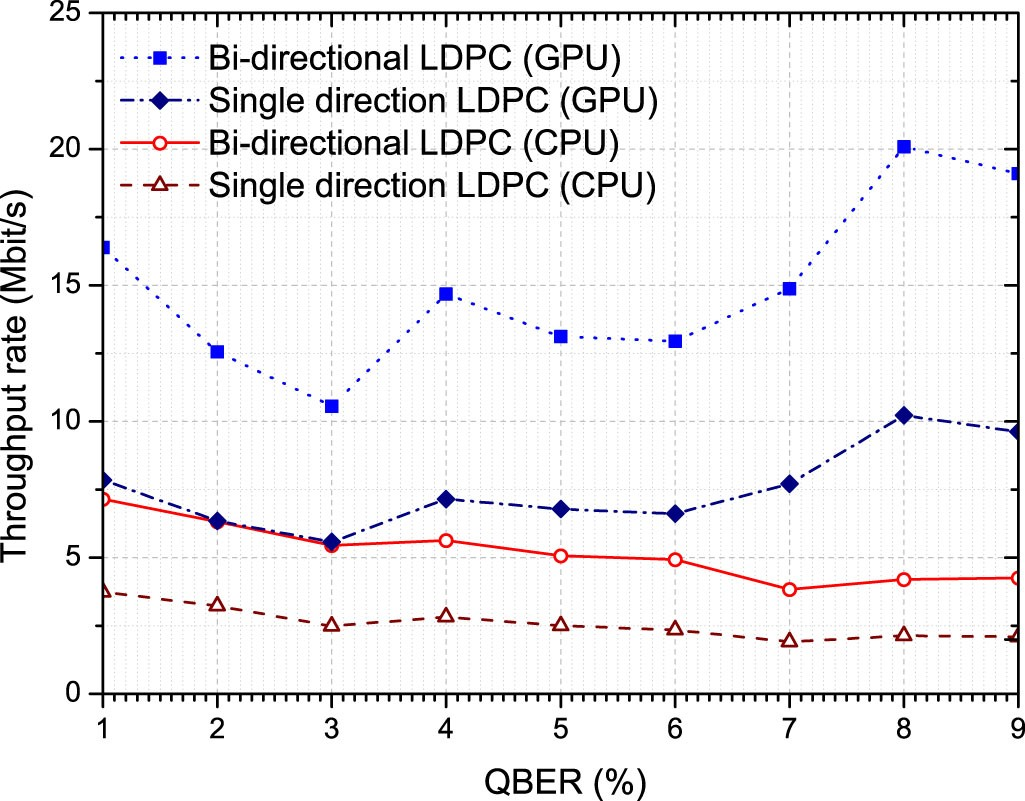 Bi-directional LDPC (GPU)
Single direction LDPC (GPU)
Bi-directional LDPC (CPU)
Single direction LDPC (CPU)
Throughput rate (Mbit/s)
25
20
15
10
5
0
1 2 3 4 5 6 7 8 9
QBER (%)